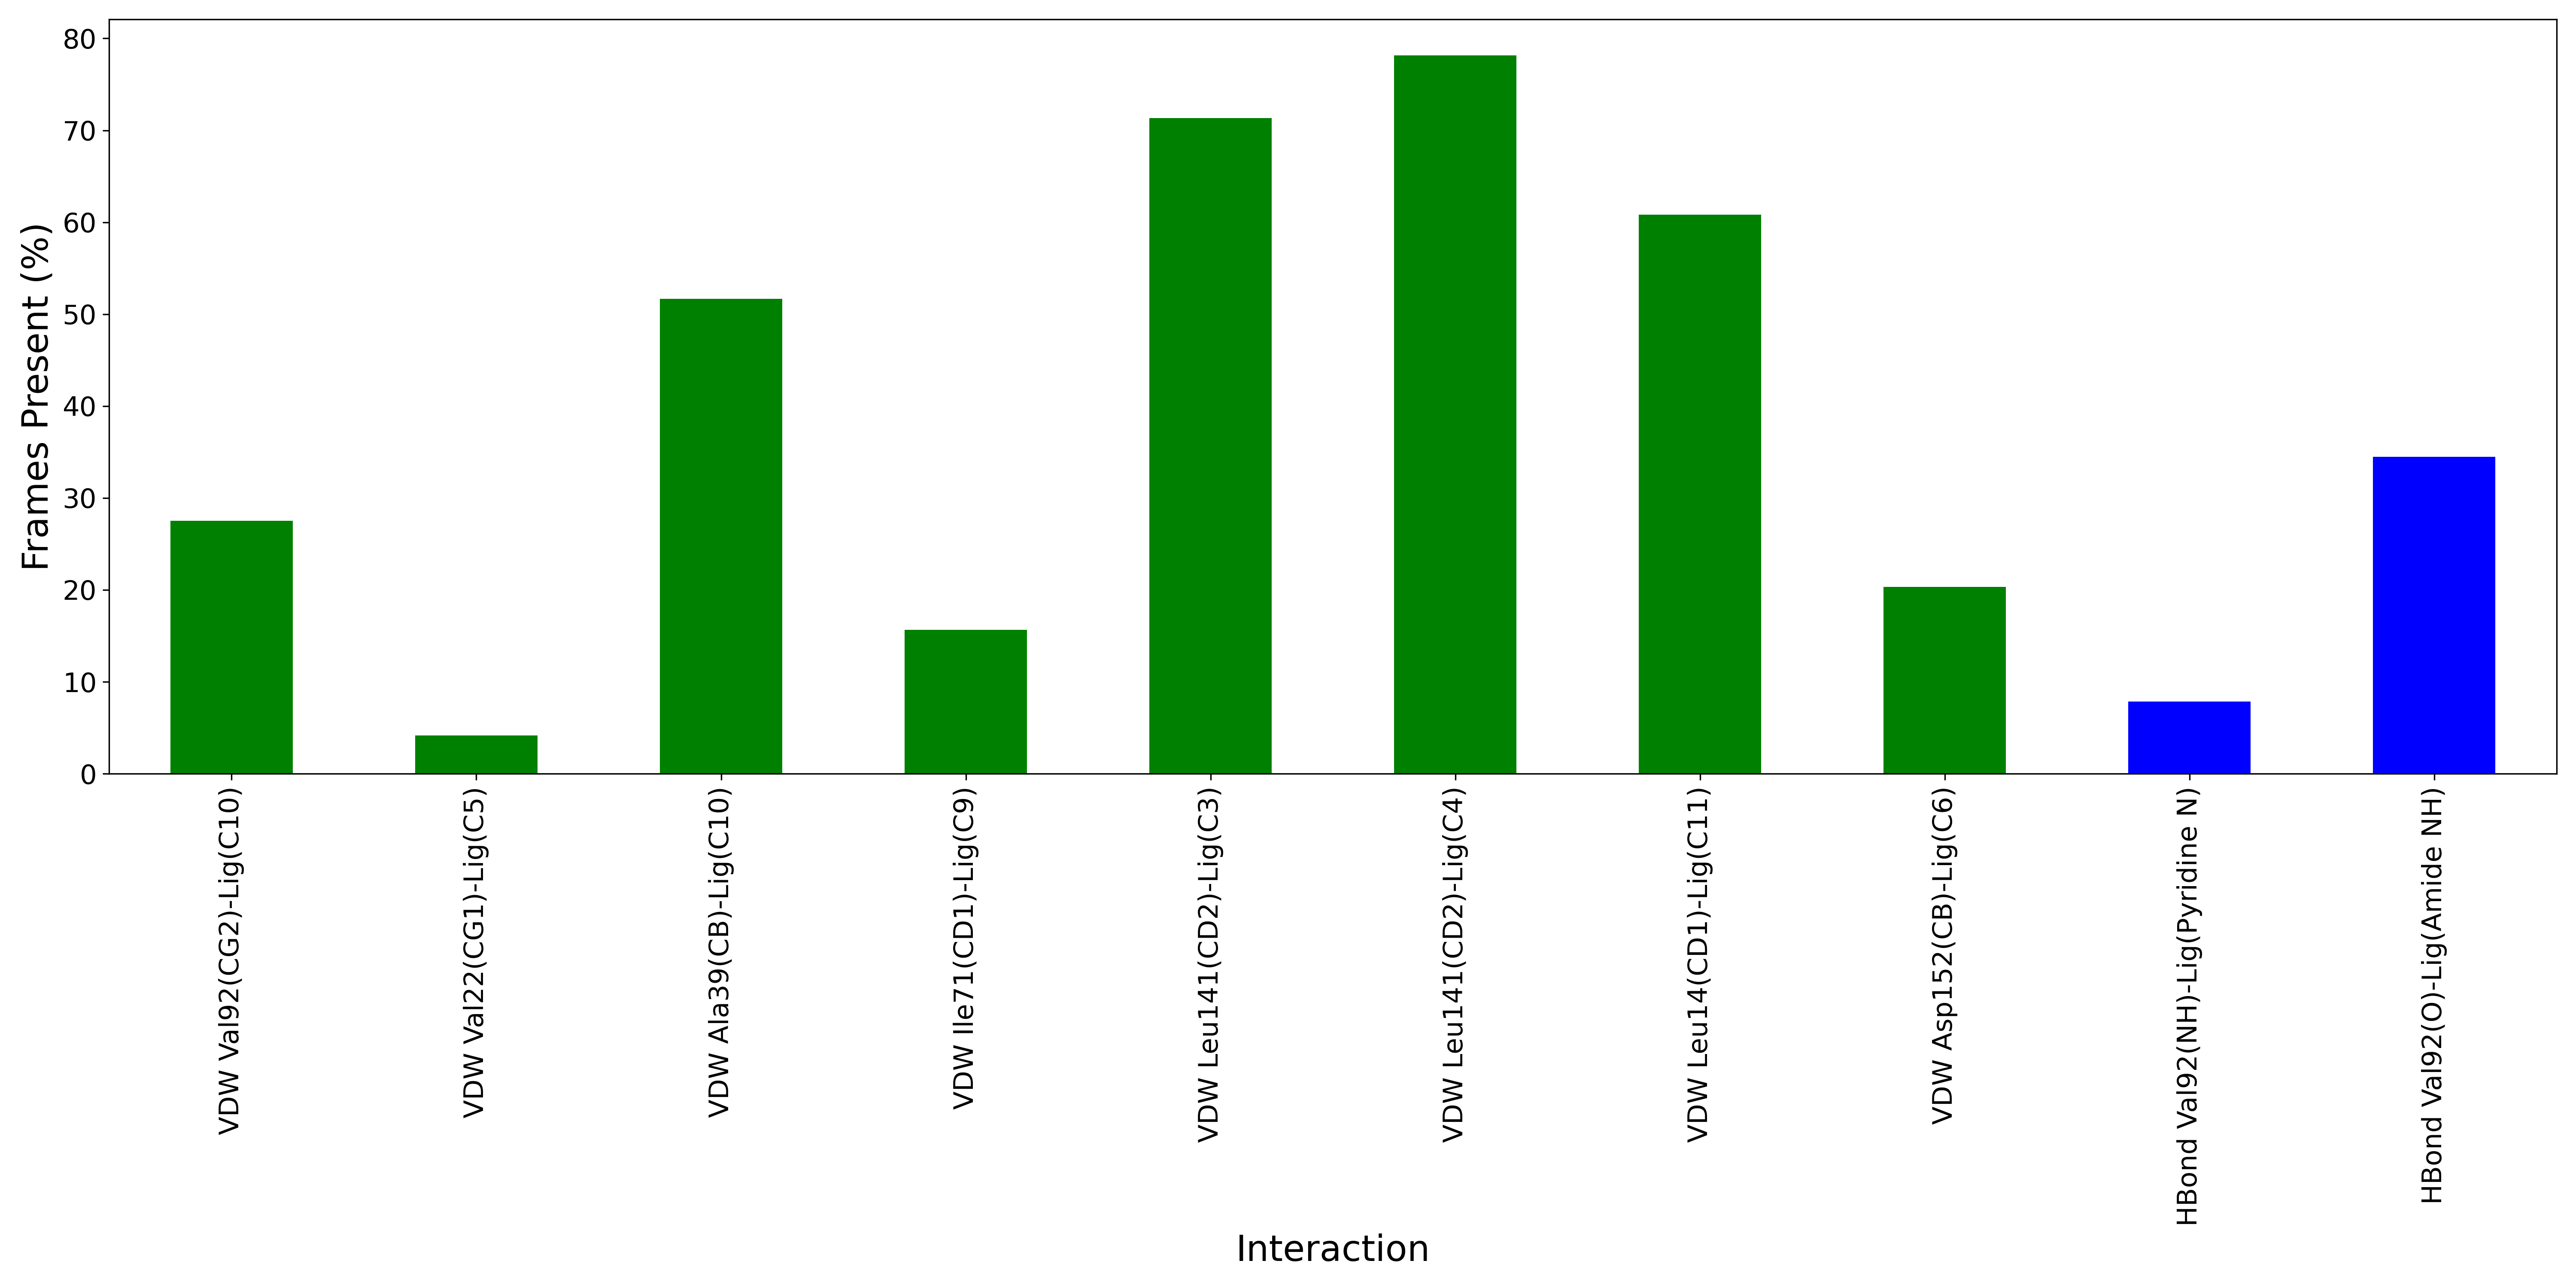 Frames Present (%)
80
70
60
50
40
30
20
10
0
VDW Val92(CG2)-Lig(C10)
VDW Val22(CG1)-Lig(C5)
VDW Ala39(CB)-Lig(C10)
VDW Ile71(CD1)-Lig(C9)
VDW Leu141(CD2)-Lig(C3)
VDW Leu141(CD2)-Lig(C4)
VDW Leu14(CD1)-Lig(C11)
VDW Asp152(CB)-Lig(C6)
HBond Val92(NH)-Lig(Pyridine N)
HBond Val92(O)-Lig(Amide NH)
Interaction